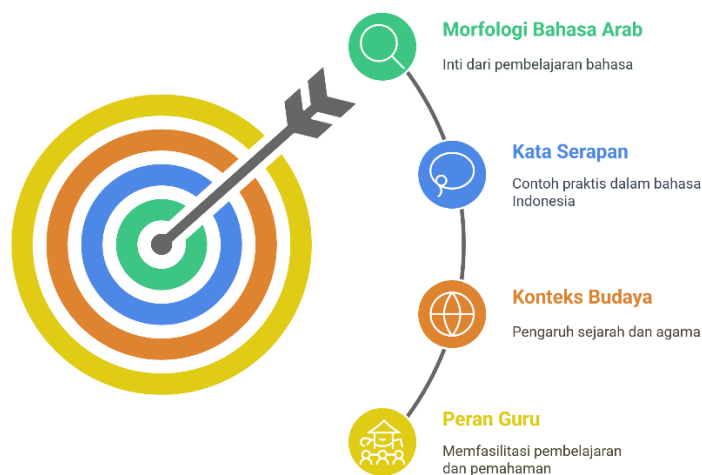 Morfologi Bahasa Arab
Inti dari pembelajaran bahasa
Kata Serapan
Contoh praktis dalam bahasa
Indonesia
Konteks Budaya
Pengaruh sejarah dan agama
Peran Guru
Memfasilitasi pembelajaran
dan pemahaman